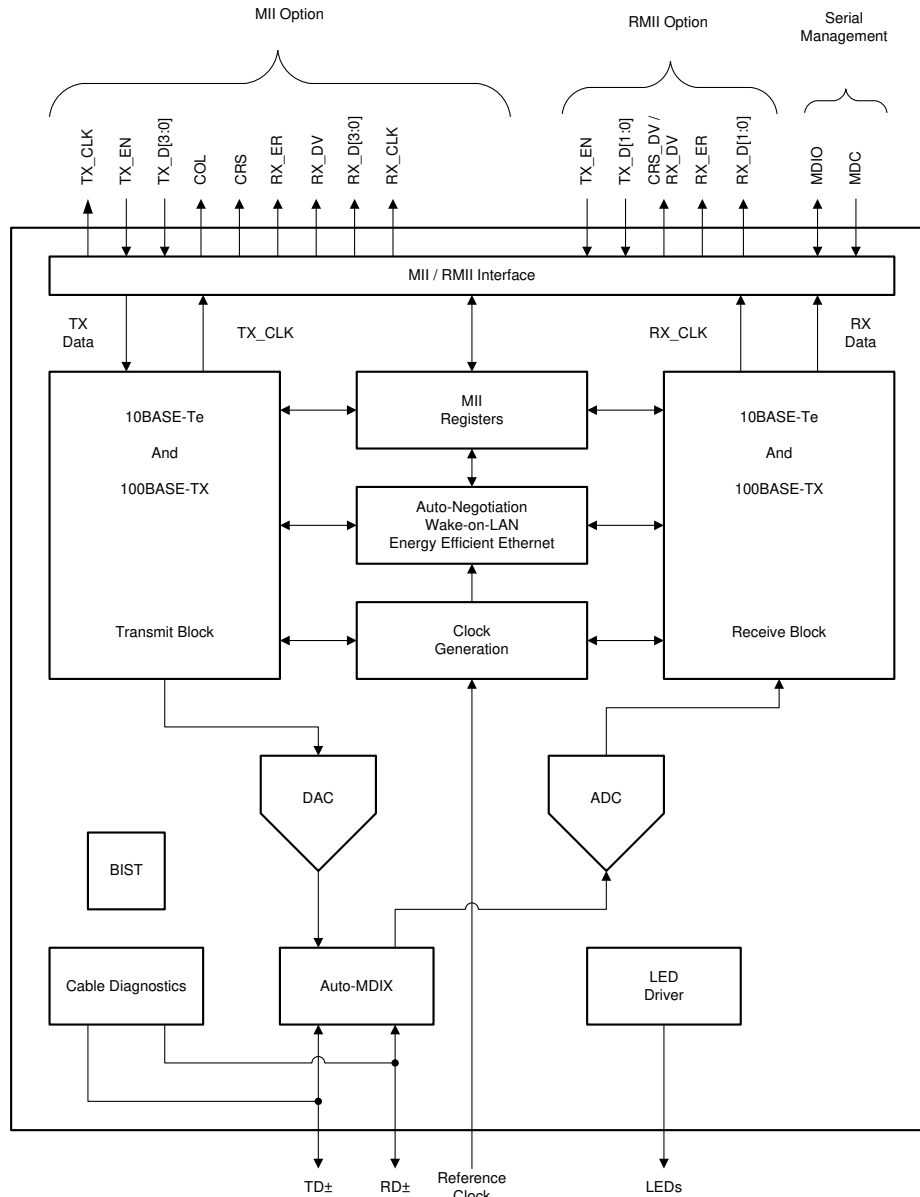 MII Option
RMII Option
Serial
Management
TX_CLK
TX_EN
TX_D[3:0]
COL
CRS
RX_ER
RX_DV
RX_D[3:0]
RX_CLK
TX_EN
TX_D[1:0]
CRS_DV /
RX_DV
RX_ER
RX_D[1:0]
MDIO
MDC
MII / RMII Interface
TX
Data
TX_CLK
RX_CLK
RX
Data
10BASE-Te
And
100BASE-TX
Transmit Block
MII
Registers
Auto-Negotiation
Wake-on-LAN
Energy Efficient Ethernet
Clock
Generation
10BASE-Te
And
100BASE-TX
Receive Block
DAC
ADC
BIST
Cable Diagnostics
Auto-MDIX
LED
Driver
TD±
RD±
Reference
Clock
LEDs